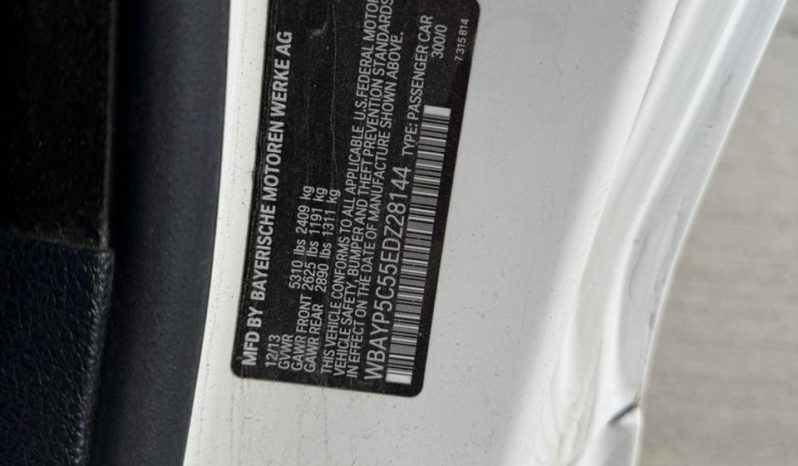 MFD BY BAYERISCHE MOTOREN WERKE AG
12/13
GVWR 5310 lbs 2409 kg
GAWR FRONT 2625 lbs 1191 kg
GAWR REAR 2890 lbs 1311 kg
THIS VEHICLE CONFORMS TO ALL APPLICABLE U.S.FEDERAL MOTOR
VEHICLE SAFETY, BUMPER AND THEFT PREVENTION STANDARDS
IN EFFECT ON THE DATE OF MANUFACTURE SHOWN ABOVE.
WBAYP5C55EDZ28144 TYPE: PASSENGER CAR
300/0
7 315 814